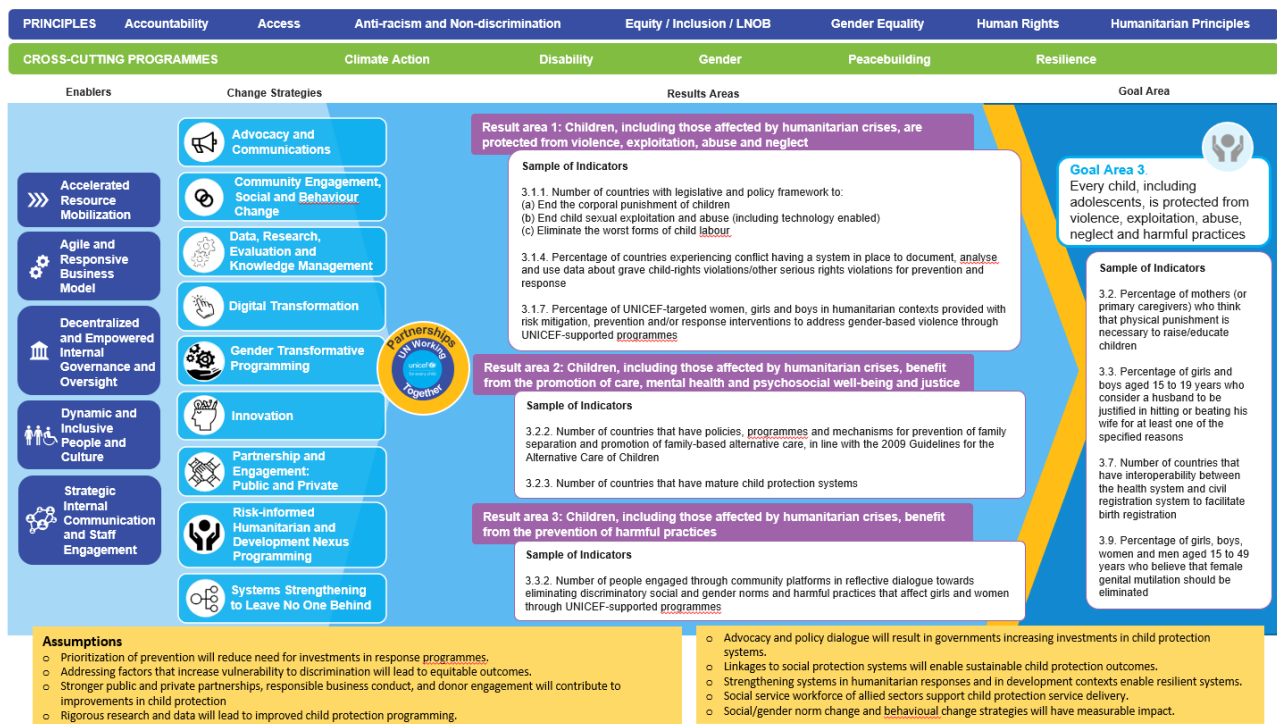 PRINCIPLES Accountability Access Anti-racism and Non-discrimination Equity / Inclusion / LNOB Gender Equality Human Rights Humanitarian Principles
CROSS-CUTTING PROGRAMMES Climate Action Disability Gender Peacebuilding Resilience
Enablers Change Strategies Results Areas Goal Area
Accelerated
Resource
Mobilization
Agile and
Responsive
Business
Model
Decentralized
and Empowered
Internal
Governance and
Oversight
Dynamic and
Inclusive
People and
Culture
Strategic
Internal
Communication
and Staff
Engagement
Advocacy and
Communications
Community Engagement,
Social and Behaviour
Change
Data, Research,
Evaluation and
Knowledge Management
Digital Transformation
Gender Transformative
Programming
Innovation
Partnership and
Engagement:
Public and Private
Risk-informed
Humanitarian and
Development Nexus
Programming
Systems Strengthening
to Leave No One Behind
Partnerships
UN Working
unicef
Together
Result area 1: Children, including those affected by humanitarian crises, are
protected from violence, exploitation, abuse and neglect
Sample of Indicators
3.1.1. Number of countries with legislative and policy framework to:
(a) End the corporal punishment of children
(b) End child sexual exploitation and abuse (including technology enabled)
(c) Eliminate the worst forms of child labour
3.1.4. Percentage of countries experiencing conflict having a system in place to document, analyse
and use data about grave child-rights violations/other serious rights violations for prevention and
response
3.1.7. Percentage of UNICEF-targeted women, girls and boys in humanitarian contexts provided with
risk mitigation, prevention and/or response interventions to address gender-based violence through
UNICEF-supported programmes
Result area 2: Children, including those affected by humanitarian crises, benefit
from the promotion of care, mental health and psychosocial well-being and justice
Sample of Indicators
3.2.2. Number of countries that have policies, programmes and mechanisms for prevention of family
separation and promotion of family-based alternative care, in line with the 2009 Guidelines for the
Alternative Care of Children
3.2.3. Number of countries that have mature child protection systems
Result area 3: Children, including those affected by humanitarian crises, benefit
from the prevention of harmful practices
Sample of Indicators
3.3.2. Number of people engaged through community platforms in reflective dialogue towards
eliminating discriminatory social and gender norms and harmful practices that affect girls and women
through UNICEF-supported programmes
Goal Area 3.
Every child, including
adolescents, is protected from
violence, exploitation, abuse,
neglect and harmful practices
Sample of Indicators
3.2. Percentage of mothers (or
primary caregivers) who think
that physical punishment is
necessary to raise/educate
children
3.3. Percentage of girls and
boys aged 15 to 19 years who
consider a husband to be
justified in hitting or beating his
wife for at least one of the
specified reasons
3.7. Number of countries that
have interoperability between
the health system and civil
registration system to facilitate
birth registration
3.9. Percentage of girls, boys,
women and men aged 15 to 49
years who believe that female
genital mutilation should be
eliminated
Assumptions
o Prioritization of prevention will reduce need for investments in response programmes.
o Addressing factors that increase vulnerability to discrimination will lead to equitable outcomes.
o Stronger public and private partnerships, responsible business conduct, and donor engagement will contribute to
improvements in child protection
o Rigorous research and data will lead to improved child protection programming.
o Advocacy and policy dialogue will result in governments increasing investments in child protection
systems.
o Linkages to social protection systems will enable sustainable child protection outcomes.
o Strengthening systems in humanitarian responses and in development contexts enable resilient systems.
o Social service workforce of allied sectors support child protection service delivery.
o Social/gender norm change and behavioual change strategies will have measurable impact.